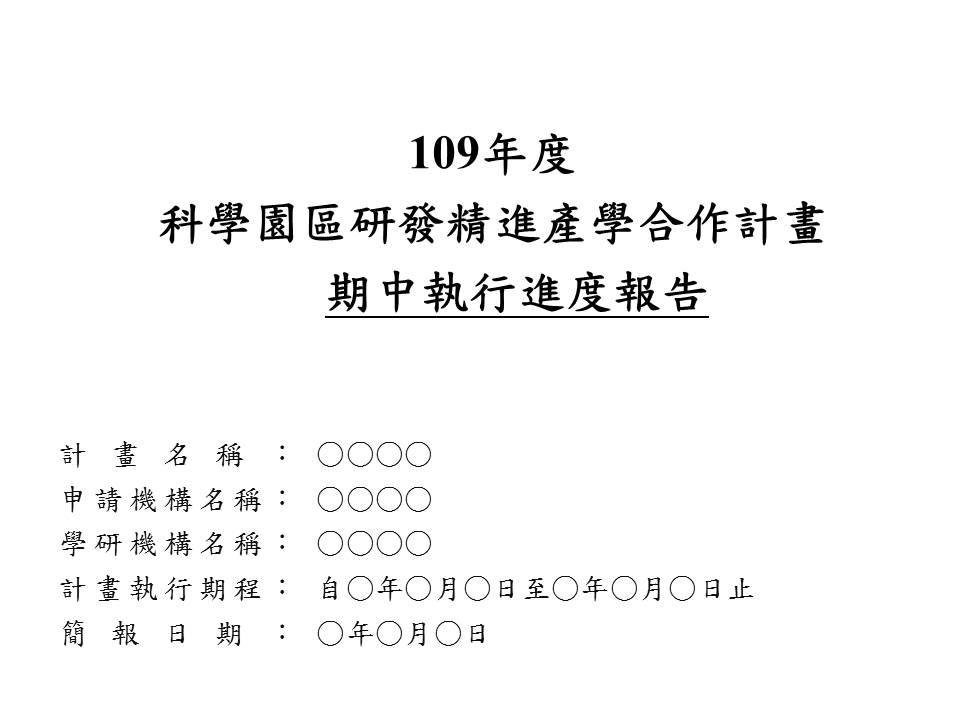 109年度
科學園區研發精進產學合作計畫
期中執行進度報告
計畫名稱：○○○○
申請機構名稱：○○○○
學研機構名稱：○○○○
計畫執行期程：自○年○月○日至○年○月○日止
簡報日期：○年○月○日